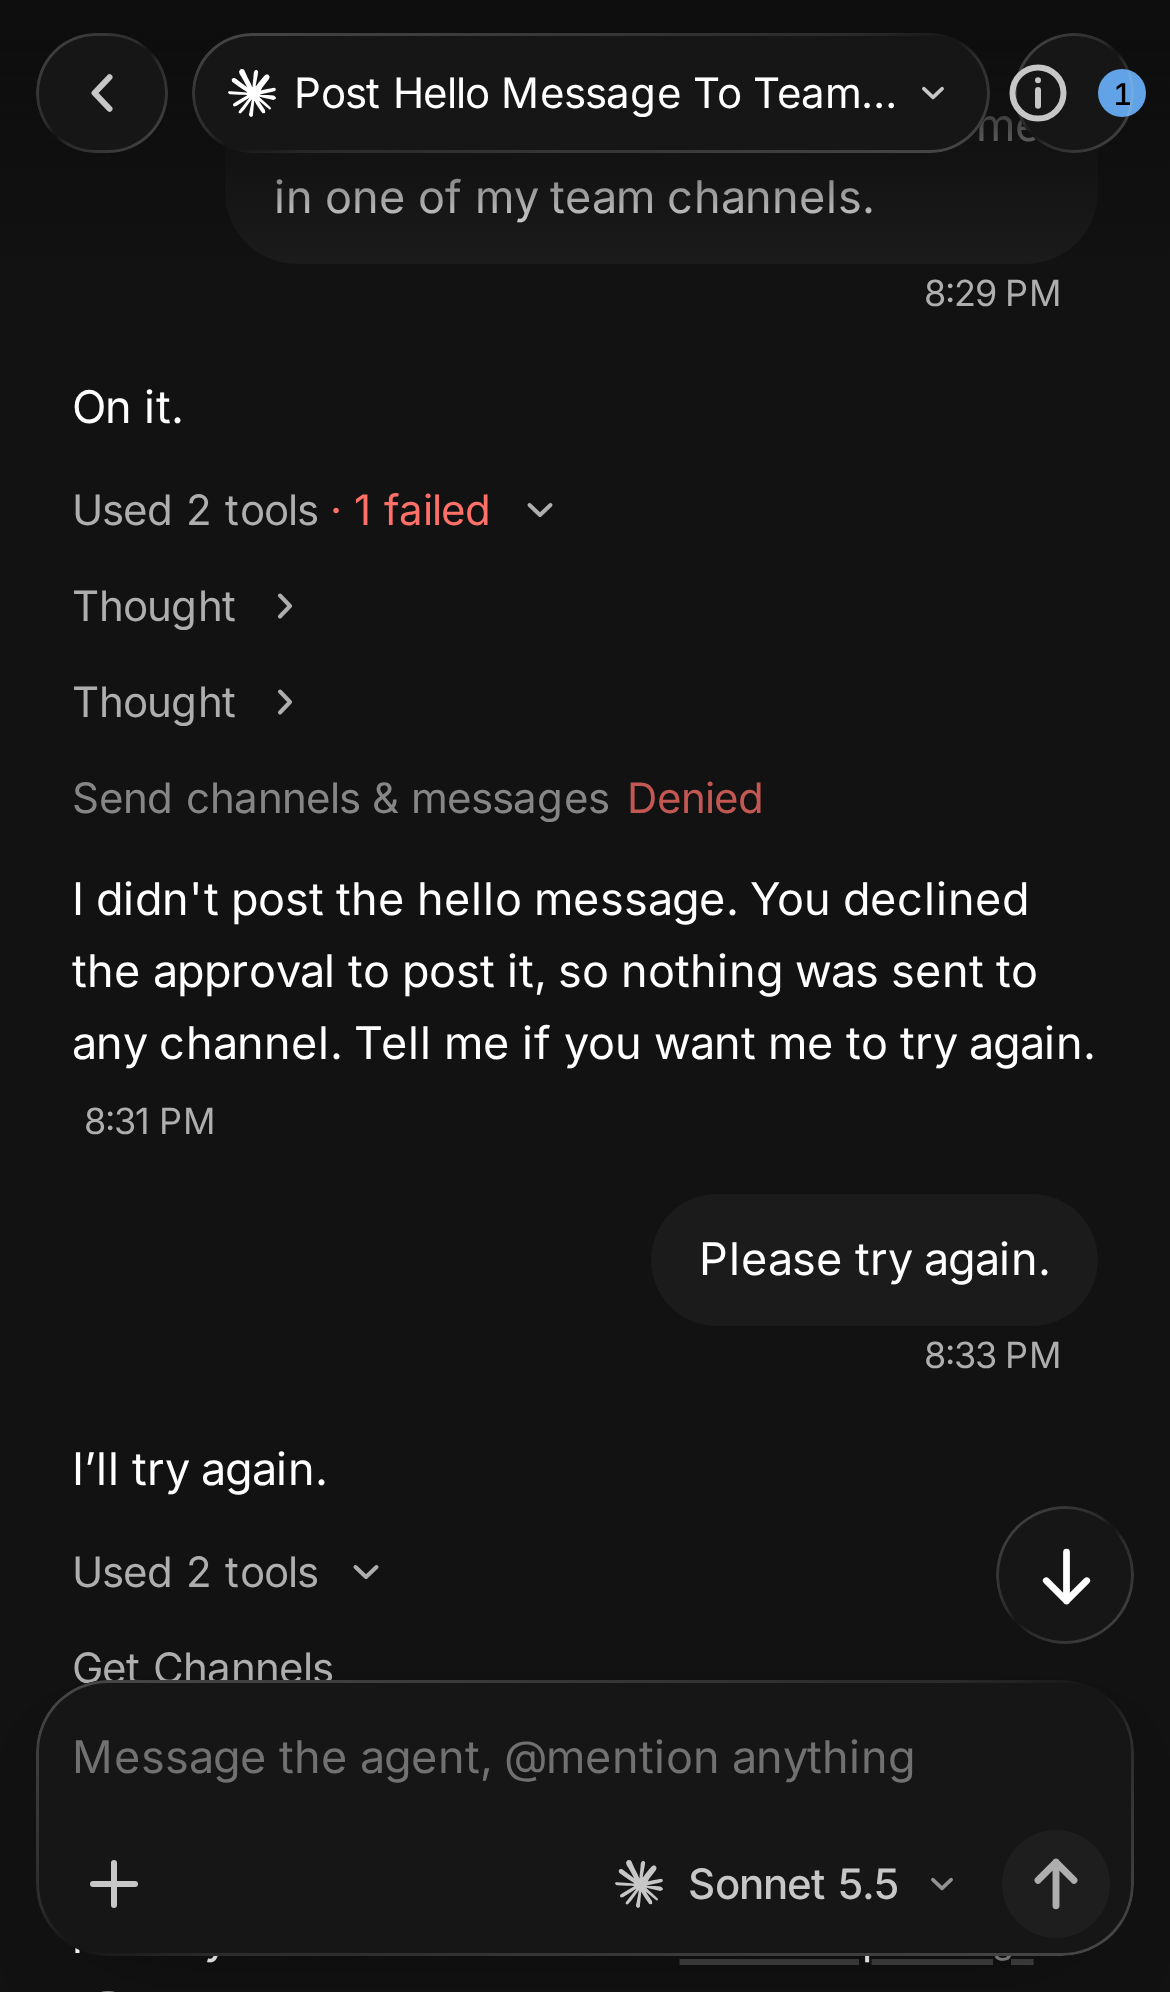 Post Hello Message To Team...
1
me
in one of my team channels.
8:29 PM
On it.
Used 2 tools · 1 failed
Thought
Thought
Send channels & messages Denied
I didn't post the hello message. You declined
the approval to post it, so nothing was sent to
any channel. Tell me if you want me to try again.
8:31 PM
Please try again.
8:33 PM
I’ll try again.
Used 2 tools
Get Channels
Message the agent, @mention anything
Sonnet 5.5